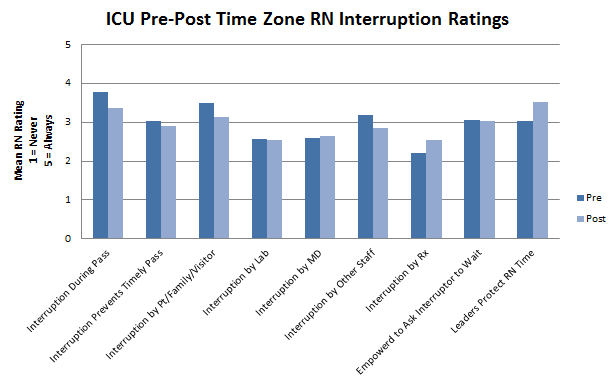 ICU Pre-Post Time Zone RN Interruption Ratings
Mean RN Rating
1 = Never
5 = Always
5
4
3
2
1
0
Interruption During Pass
Interruption Prevents Timely Pass
Interruption by Pt/Family/Visitor
Interruption by Lab
Interruption by MD
Interruption by Other Staff
Interruption by Rx
Empowerd to Ask Interruptor to Wait
Leaders Protect RN Time
Pre
Post